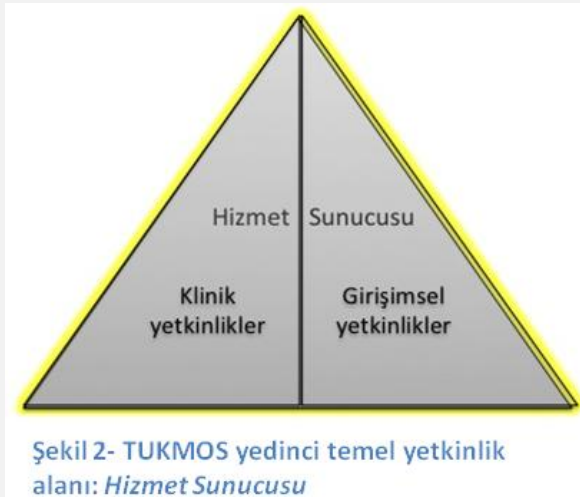 Hizmet Sunucusu
Klinik yetkinlikler
Girişimsel yetkinlikler
Şekil 2- TUKMOS yedinci temel yetkinlik
alanı: Hizmet Sunucusu